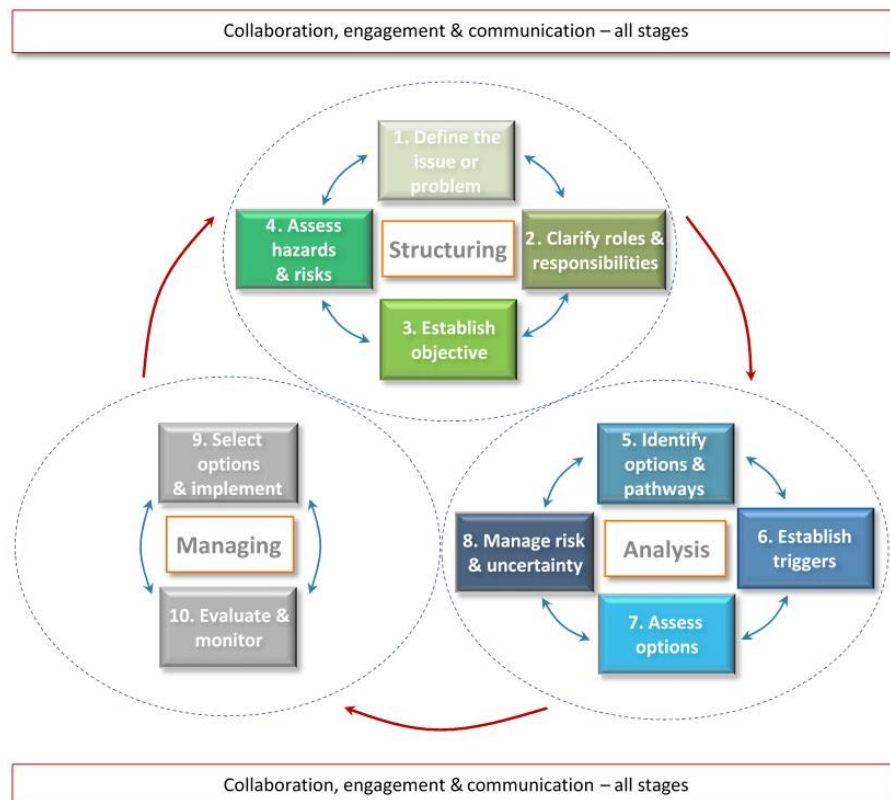 Collaboration, engagement & communication – all stages
1. Define the
issue or
problem
4. Assess
hazards
& risks
Structuring
2. Clarify roles &
responsibilities
3. Establish
objective
9. Select
options
& implement
Managing
10. Evaluate &
monitor
5. Identify
options &
pathways
8. Manage risk
& uncertainty
Analysis
6. Establish
triggers
7. Assess
options
Collaboration, engagement & communication – all stages